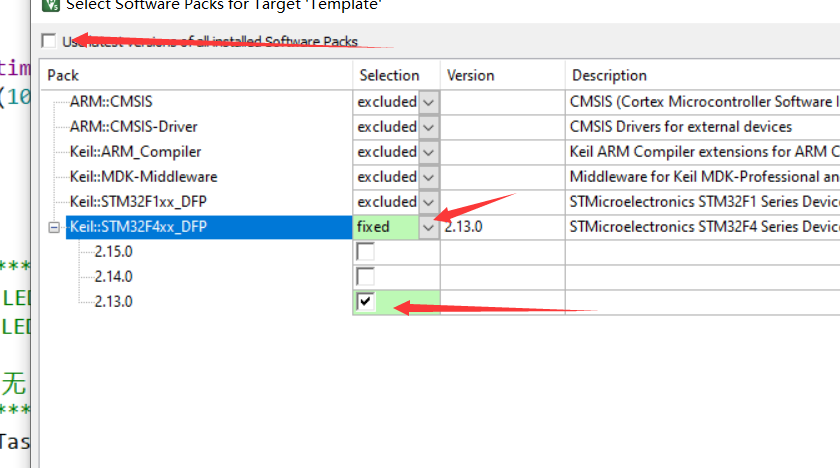 Select Software Packs for Target 'Template'
Use latest versions of all installed Software Packs
Pack Selection Version Description
ARM::CMSIS excluded CMSIS (Cortex Microcontroller Software I
ARM::CMSIS-Driver excluded CMSIS Drivers for external devices
Keil::ARM_Compiler excluded Keil ARM Compiler extensions for ARM C
Keil::MDK-Middleware excluded Middleware for Keil MDK-Professional an
Keil::STM32F1xx_DFP excluded STMicroelectronics STM32F1 Series Device
Keil::STM32F4xx_DFP fixed 2.13.0 STMicroelectronics STM32F4 Series Device
2.15.0
2.14.0
2.13.0
tim
(10
**
LED
LED
无
***
Tas